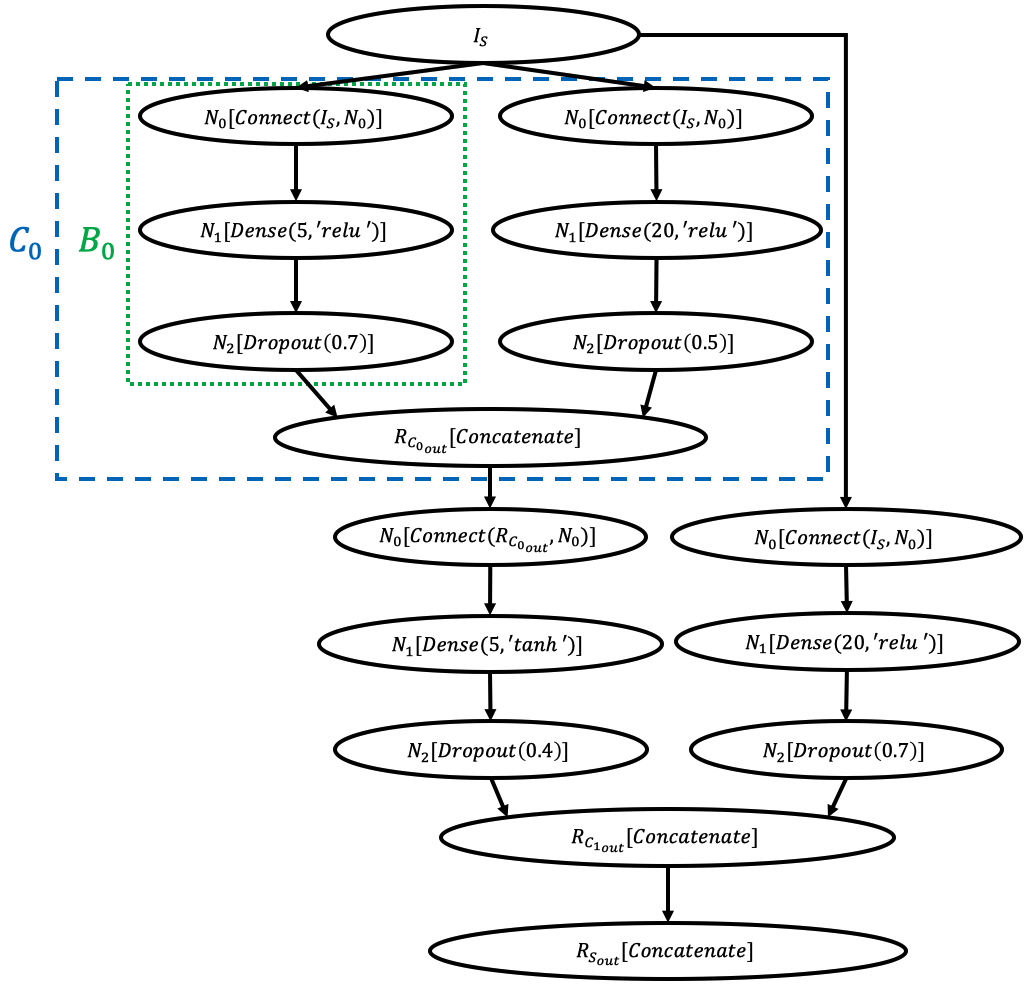 I_S
N_0[Connect(I_S, N_0)]
N_0[Connect(I_S, N_0)]
C_0
B_0
N_1[Dense(5,'relu')]
N_1[Dense(20,'relu')]
N_2[Dropout(0.7)]
N_2[Dropout(0.5)]
R_{C_{0_{out}}}[Concatenate]
N_0[Connect(R_{C_{0_{out}}}, N_0)]
N_0[Connect(I_S, N_0)]
N_1[Dense(5,'tanh')]
N_1[Dense(20,'relu')]
N_2[Dropout(0.4)]
N_2[Dropout(0.7)]
R_{C_{1_{out}}}[Concatenate]
R_{S_{out}}[Concatenate]